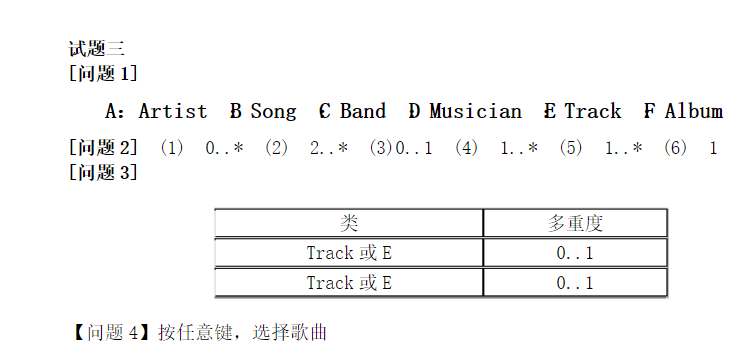 试题三
[问题 1]
A: Artist B Song C Band D Musician E Track F Album
[问题 2] (1) 0..* (2) 2..* (3)0..1 (4) 1..* (5) 1..* (6) 1
[问题 3]
类 多重度
Track 或 E 0..1
Track 或 E 0..1
【问题 4】按任意键，选择歌曲